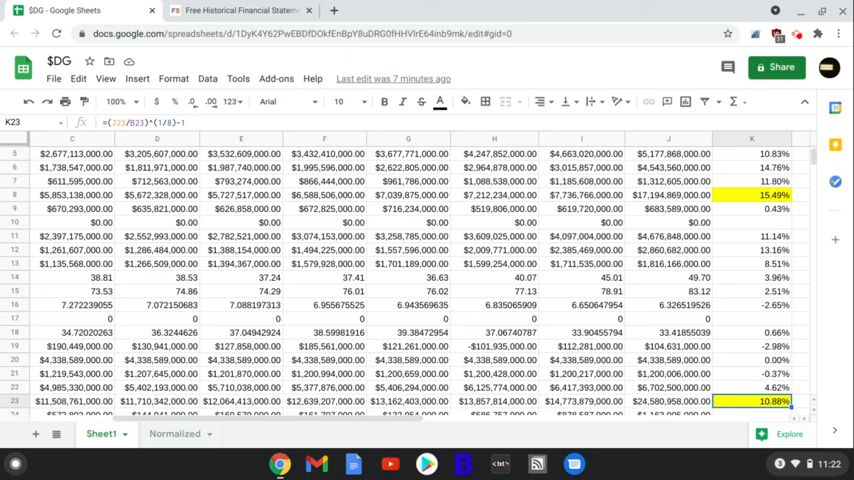 $DG - Google Sheets
Free Historical Financial Stateme
docs.google.com/spreadsheets/d/1DyK4Y62PwEBDfDOkfEnBpY8uDRG0fHHVlrE64inb9mk/edit#gid=0
31
$DG
Share
File Edit View Insert Format Data Tools Add-ons Help Last edit was 7 minutes ago
100% $ % .0 .00 123 Arial 10 B I S A
K23 fx =(J23/B23)^(1/8)-1
C D E F G H I J K
5 $2,677,113,000.00 $3,205,607,000.00 $3,532,609,000.00 $3,432,410,000.00 $3,677,771,000.00 $4,247,852,000.00 $4,663,020,000.00 $5,177,868,000.00 10.83%
6 $1,738,547,000.00 $1,811,971,000.00 $1,987,740,000.00 $1,995,596,000.00 $2,622,805,000.00 $2,964,878,000.00 $3,015,857,000.00 $4,543,560,000.00 14.76%
7 $611,595,000.00 $712,563,000.00 $793,274,000.00 $866,444,000.00 $961,786,000.00 $1,088,538,000.00 $1,185,608,000.00 $1,312,605,000.00 11.80%
8 $5,853,138,000.00 $5,672,328,000.00 $5,727,517,000.00 $6,588,506,000.00 $7,039,875,000.00 $7,212,234,000.00 $7,736,766,000.00 $17,194,869,000.00 15.49%
9 $670,293,000.00 $635,821,000.00 $626,858,000.00 $672,825,000.00 $716,234,000.00 $519,806,000.00 $619,720,000.00 $683,589,000.00 0.43%
10 $0.00 $0.00 $0.00 $0.00 $0.00 $0.00 $0.00 $0.00
11 $2,397,175,000.00 $2,552,993,000.00 $2,782,521,000.00 $3,074,153,000.00 $3,258,785,000.00 $3,609,025,000.00 $4,097,004,000.00 $4,676,848,000.00 11.14%
12 $1,261,607,000.00 $1,286,484,000.00 $1,388,154,000.00 $1,494,225,000.00 $1,557,596,000.00 $2,009,771,000.00 $2,385,469,000.00 $2,860,682,000.00 13.16%
13 $1,135,568,000.00 $1,266,509,000.00 $1,394,367,000.00 $1,579,928,000.00 $1,701,189,000.00 $1,599,254,000.00 $1,711,535,000.00 $1,816,166,000.00 8.51%
14 38.81 38.53 37.24 37.41 36.63 40.07 45.01 49.70 3.96%
15 73.53 74.86 74.29 76.01 76.02 77.13 78.91 83.12 2.51%
16 7.272239055 7.072150683 7.088197313 6.955675525 6.943569635 6.835065909 6.650647954 6.326519526 -2.65%
17 0 0 0 0 0 0 0 0
18 34.72020263 36.3244626 37.04942924 38.59981916 39.38472954 37.06740787 33.90455794 33.41855039 0.66%
19 $190,449,000.00 $130,941,000.00 $127,858,000.00 $185,561,000.00 $121,261,000.00 -$101,935,000.00 $112,281,000.00 $104,631,000.00 -2.98%
20 $4,338,589,000.00 $4,338,589,000.00 $4,338,589,000.00 $4,338,589,000.00 $4,338,589,000.00 $4,338,589,000.00 $4,338,589,000.00 $4,338,589,000.00 0.00%
21 $1,219,543,000.00 $1,207,645,000.00 $1,201,870,000.00 $1,200,994,000.00 $1,200,659,000.00 $1,200,428,000.00 $1,200,217,000.00 $1,200,006,000.00 -0.37%
22 $4,985,330,000.00 $5,402,193,000.00 $5,710,038,000.00 $5,377,876,000.00 $5,406,294,000.00 $6,125,774,000.00 $6,417,393,000.00 $6,702,500,000.00 4.62%
23 $11,508,761,000.00 $11,710,342,000.00 $12,064,413,000.00 $12,639,207,000.00 $13,162,403,000.00 $13,857,814,000.00 $14,773,879,000.00 $24,580,958,000.00 10.88%
Sheet1 Normalized Explore
3 11:22